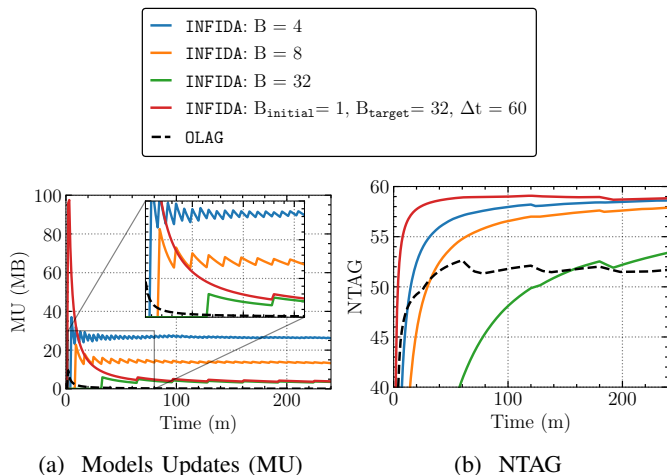 INFIDA: B = 4
INFIDA: B = 8
INFIDA: B = 32
INFIDA: B_initial = 1, B_target = 32, Δt = 60
OLAG
MU (MB)
100
80
60
40
20
0
0 100 200
Time (m)
(a) Models Updates (MU)
NTAG
60
55
50
45
40
0 100 200
Time (m)
(b) NTAG